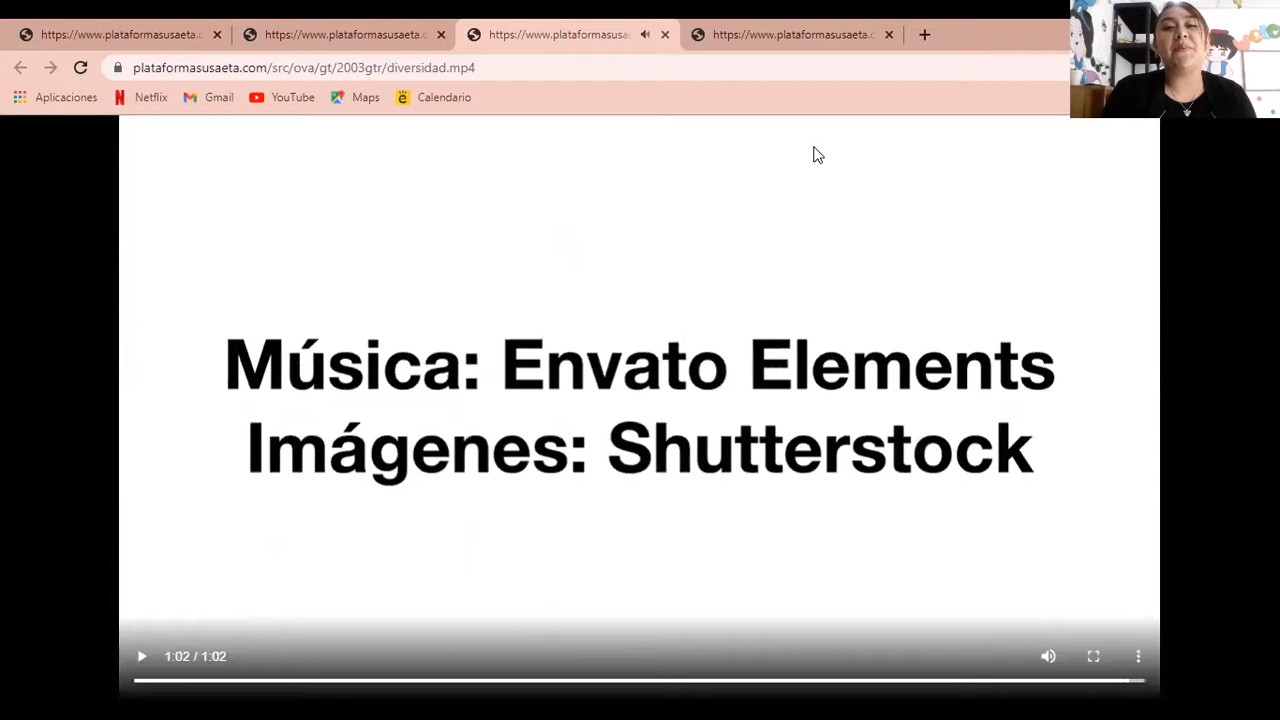 https://www.plataformasusaeta.c
https://www.plataformasusaeta.c
https://www.plataformasusa
https://www.plataformasusaeta.c
plataformasusaeta.com/src/ova/gt/2003gtr/diversidad.mp4
Aplicaciones
Netflix
Gmail
YouTube
Maps
Calendario
Música: Envato Elements
Imágenes: Shutterstock
1:02 / 1:02